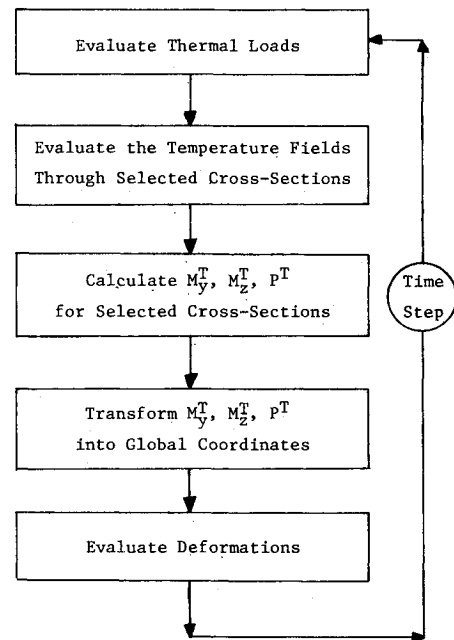 Evaluate Thermal Loads
Evaluate the Temperature Fields
Through Selected Cross-Sections
Calculate M_y^T, M_z^T, P^T
for Selected Cross-Sections
Time
Step
Transform M_y^T, M_z^T, P^T
into Global Coordinates
Evaluate Deformations